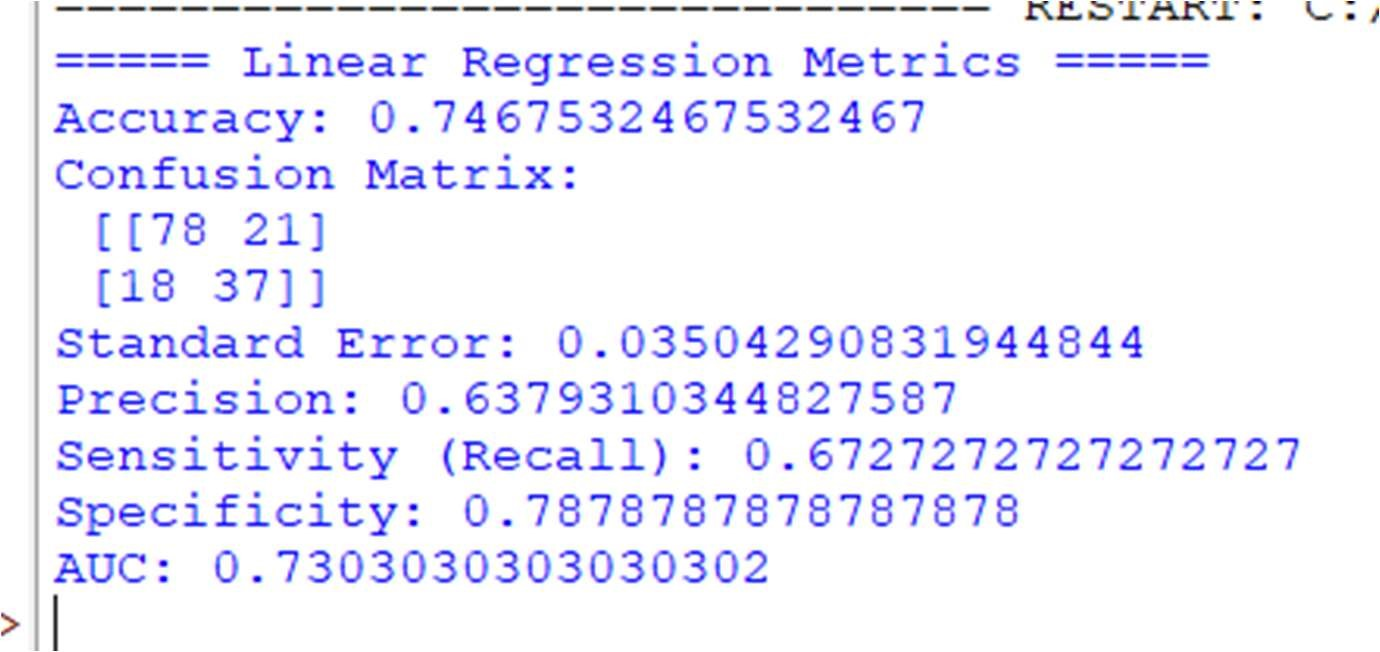 RESTART: C:/
===== Linear Regression Metrics =====
Accuracy: 0.7467532467532467
Confusion Matrix:
[[78 21]
[18 37]]
Standard Error: 0.03504290831944844
Precision: 0.6379310344827587
Sensitivity (Recall): 0.6727272727272727
Specificity: 0.7878787878787878
AUC: 0.7303030303030302
>